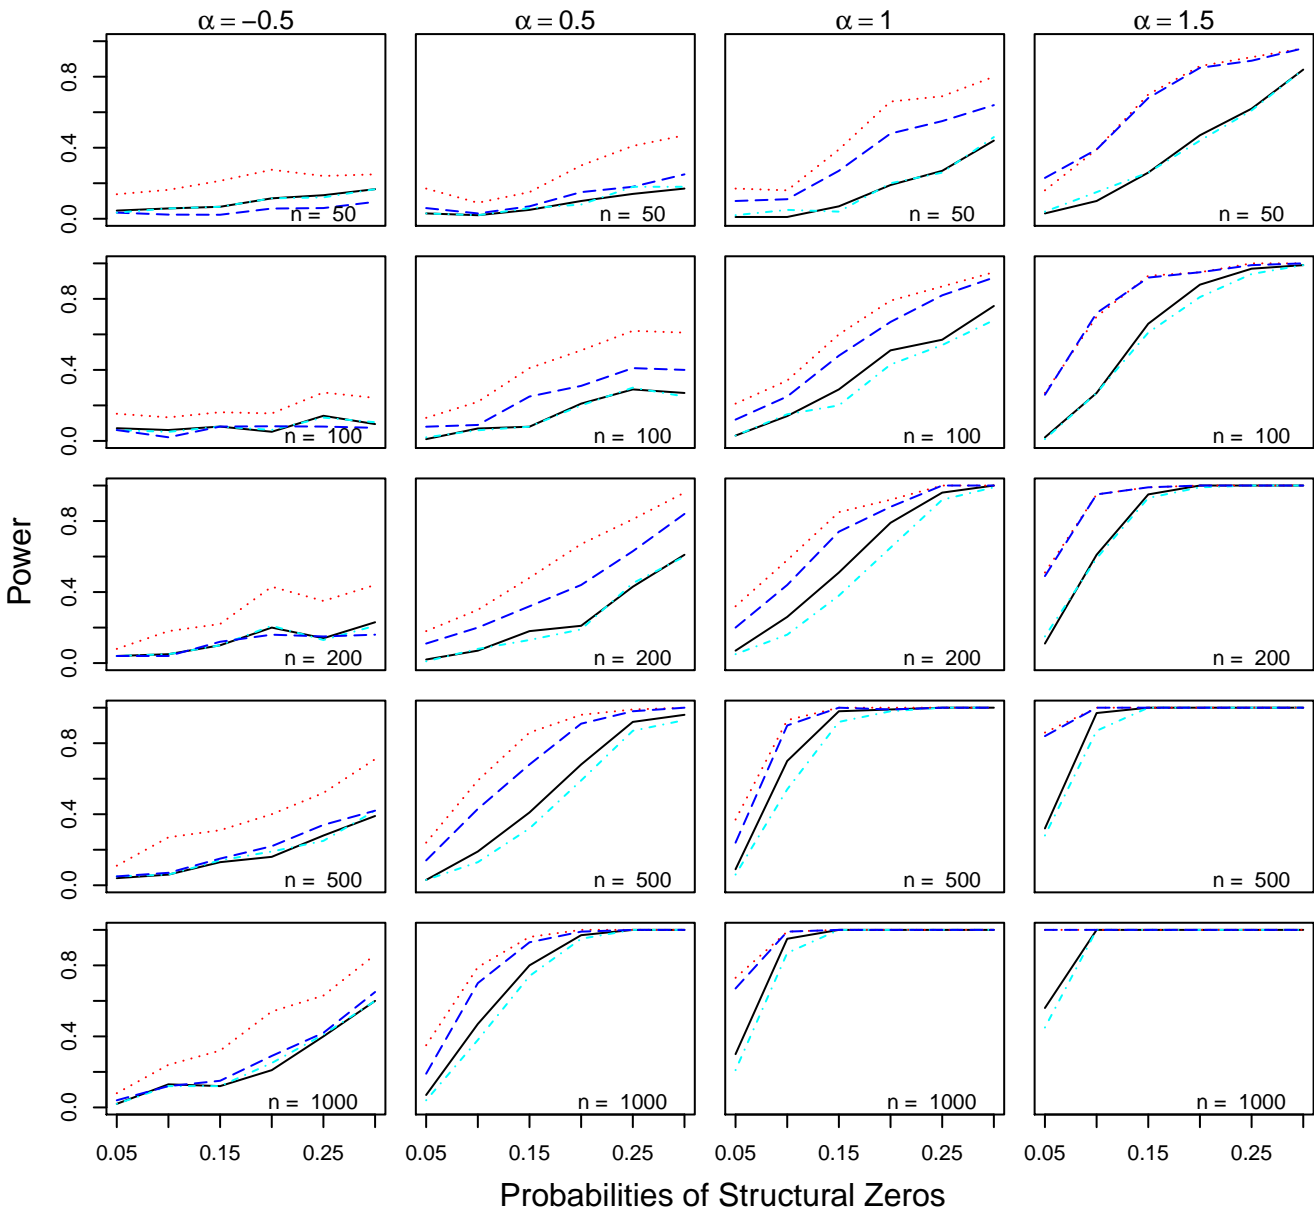 α = −0.5 α = 0.5 α = 1 α = 1.5
0.8
0.4
0.0
n = 50 n = 50 n = 50 n = 50
0.8
0.4
0.0
n = 100 n = 100 n = 100 n = 100
Power
0.8
0.4
0.0
n = 200 n = 200 n = 200 n = 200
0.8
0.4
0.0
n = 500 n = 500 n = 500 n = 500
0.8
0.4
0.0
n = 1000 n = 1000 n = 1000 n = 1000
0.05 0.15 0.25 0.05 0.15 0.25 0.05 0.15 0.25 0.05 0.15 0.25
Probabilities of Structural Zeros